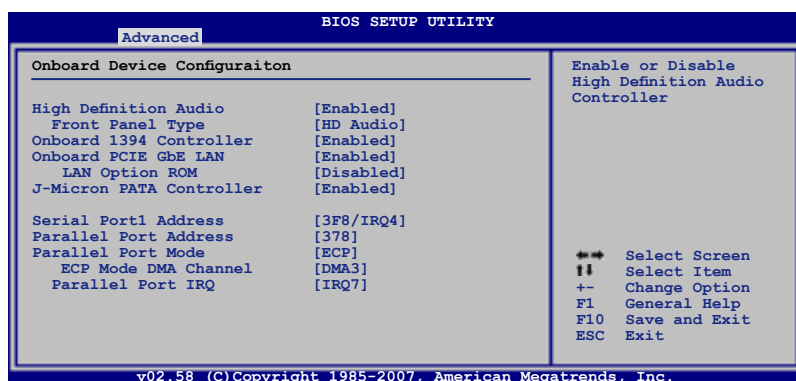 BIOS SETUP UTILITY
Advanced
Onboard Device Configuraiton
High Definition Audio [Enabled]
Front Panel Type [HD Audio]
Onboard 1394 Controller [Enabled]
Onboard PCIE GbE LAN [Enabled]
LAN Option ROM [Disabled]
J-Micron PATA Controller [Enabled]
Serial Port1 Address [3F8/IRQ4]
Parallel Port Address [378]
Parallel Port Mode [ECP]
ECP Mode DMA Channel [DMA3]
Parallel Port IRQ [IRQ7]
Enable or Disable
High Definition Audio
Controller
←→ Select Screen
↑↓ Select Item
+- Change Option
F1 General Help
F10 Save and Exit
ESC Exit
v02.58 (C)Copyright 1985-2007, American Megatrends, Inc.